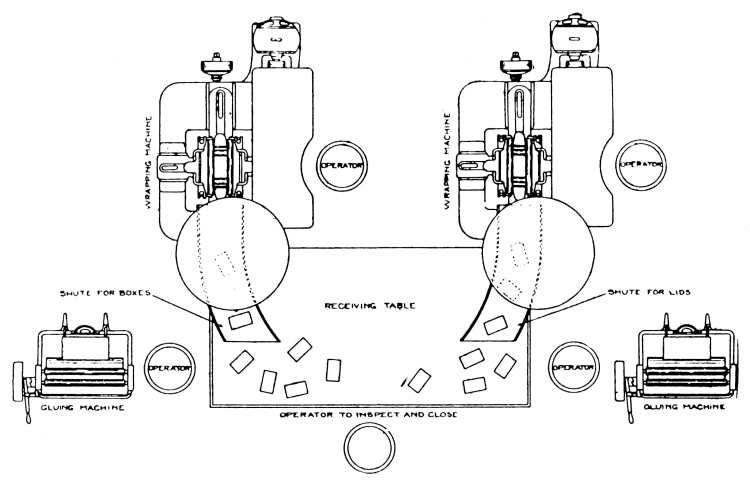 WRAPPING MACHINE
OPERATOR
WRAPPING MACHINE
OPERATOR
SHUTE FOR BOXES
RECEIVING TABLE
SHUTE FOR LIDS
OPERATOR
OPERATOR
GLUING MACHINE
GLUING MACHINE
OPERATOR TO INSPECT AND CLOSE